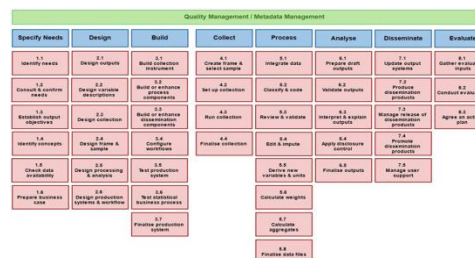 Quality Management / Metadata Management
Specify Needs
Design
Build
Collect
Process
Analyse
Disseminate
Evaluate
1.1
Identify needs
1.2
Consult & confirm
needs
1.3
Establish output
objectives
1.4
Identify concepts
1.5
Check data
availability
1.6
Prepare business
case
2.1
Design outputs
2.2
Design variable
descriptions
2.3
Design collection
2.4
Design frame &
sample
2.5
Design processing
& analysis
2.6
Design production
systems & workflow
3.1
Build collection
instrument
3.2
Build or enhance
process
components
3.3
Build or enhance
dissemination
components
3.4
Configure
workflows
3.5
Test production
system
3.6
Test statistical
business process
3.7
Finalise production
system
4.1
Create frame &
select sample
4.2
Set up collection
4.3
Run collection
4.4
Finalise collection
5.1
Integrate data
5.2
Classify & code
5.3
Review & validate
5.4
Edit & impute
5.5
Derive new
variables & units
5.6
Calculate weights
5.7
Calculate
aggregates
5.8
Finalise data files
6.1
Prepare draft
outputs
6.2
Validate outputs
6.3
Interpret & explain
outputs
6.4
Apply disclosure
control
6.5
Finalise outputs
7.1
Update output
systems
7.2
Produce
dissemination
products
7.3
Manage release of
dissemination
products
7.4
Promote
dissemination
products
7.5
Manage user
support
8.1
Gather evalua
inputs
8.2
Conduct evalua
8.3
Agree an act
plan